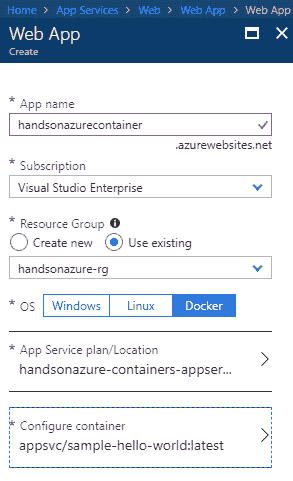 Home > App Services > Web > Web App > Web App
Web App
Create
* App name
handsonazurecontainer
.azurewebsites.net
* Subscription
Visual Studio Enterprise
* Resource Group
Create new Use existing
handsonazure-rg
* OS Windows Linux Docker
* App Service plan/Location
handsonazure-containers-appser...
* Configure container
appsvc/sample-hello-world:latest